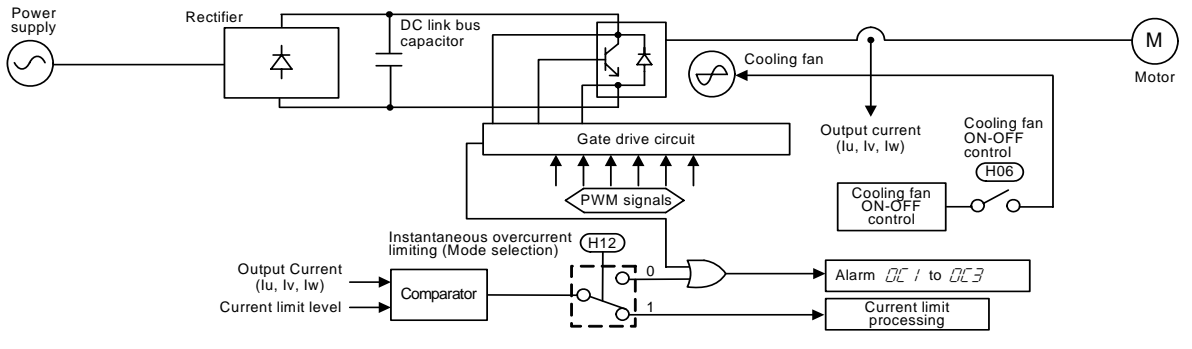 Power
supply
Rectifier
DC link bus
capacitor
Cooling fan
M
Motor
Gate drive circuit
Output current
(Iu, Iv, Iw)
Cooling fan
ON-OFF
control
H06
PWM signals
Cooling fan
ON-OFF
control
Instantaneous overcurrent
limiting (Mode selection)
H12
Output Current
(Iu, Iv, Iw)
Current limit level
Comparator
0
1
Alarm OC1 to OC3
Current limit
processing